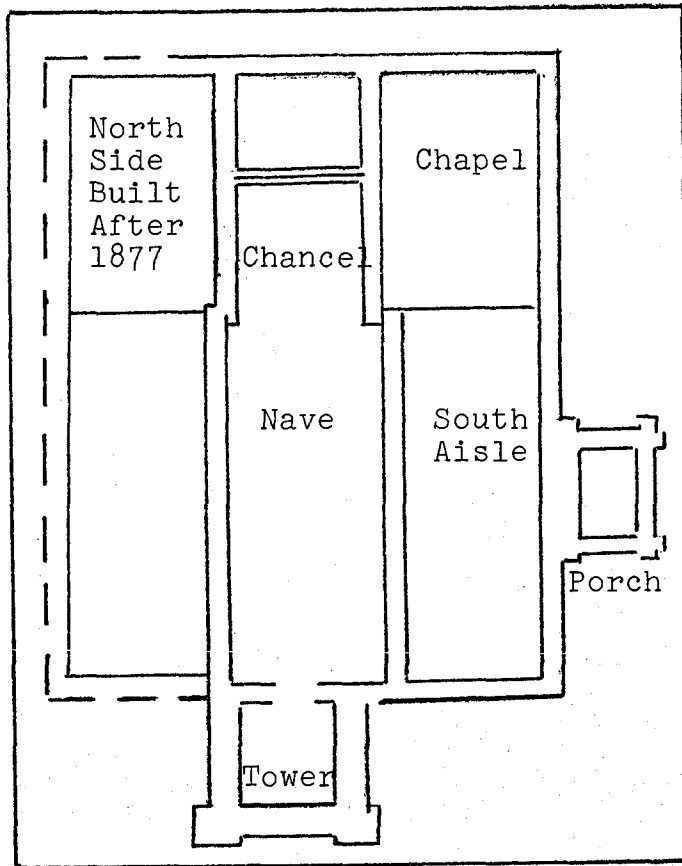 North
Side
Built
After
1877
Chapel
Chancel
Nave
South
Aisle
Porch
Tower